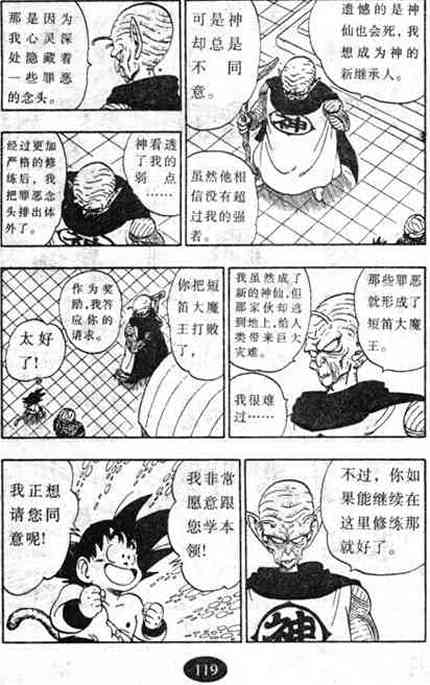 遗憾的是神
仙也会死，我
想成为神的
新继承人。
可是神
却总是
不同
意。
神
虽然他相
信没有超
过我的强
者。
那是因为
我心灵深
处隐藏着
一些罪恶
的念头。
神看透
了我的
弱点
……
经过更加
严格的修
练后，我
把罪恶念
头排出体
外了。
那些罪恶
就形成了
短笛大魔
王。
我虽然成了
新的神仙，但
那家伙却逃
到地上，给人
类带来巨大
灾难。
我很难
过……
你把短
笛大魔
王打败
了，
作为奖
励，我答
应你的
请求。
太好
了！
不过，你如
果能继续在
这里修练那
就好了。
神
我非常
愿意跟
您学本
领！
我正想
请您同
意呢！
119